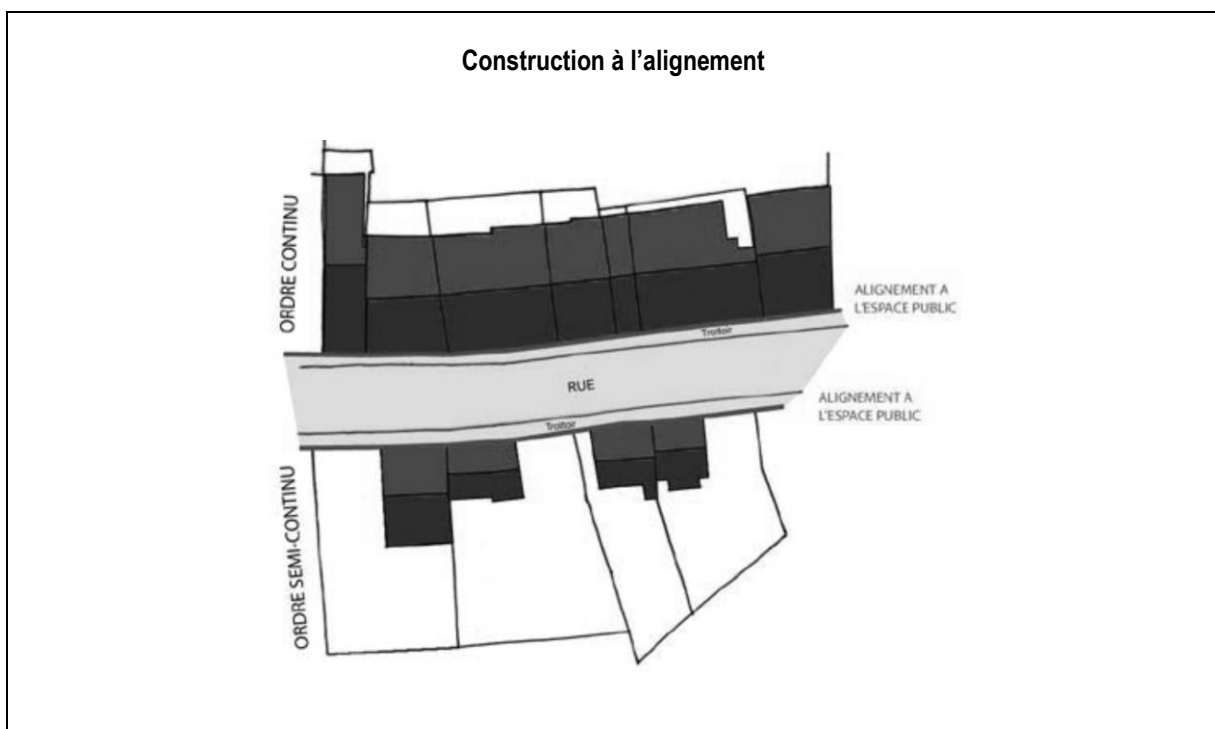 Construction à l’alignement
ORDRE CONTINU
ALIGNEMENT A
L'ESPACE PUBLIC
Trottoir
RUE
ALIGNEMENT A
L'ESPACE PUBLIC
Trottoir
ORDRE SEMI-CONTINU